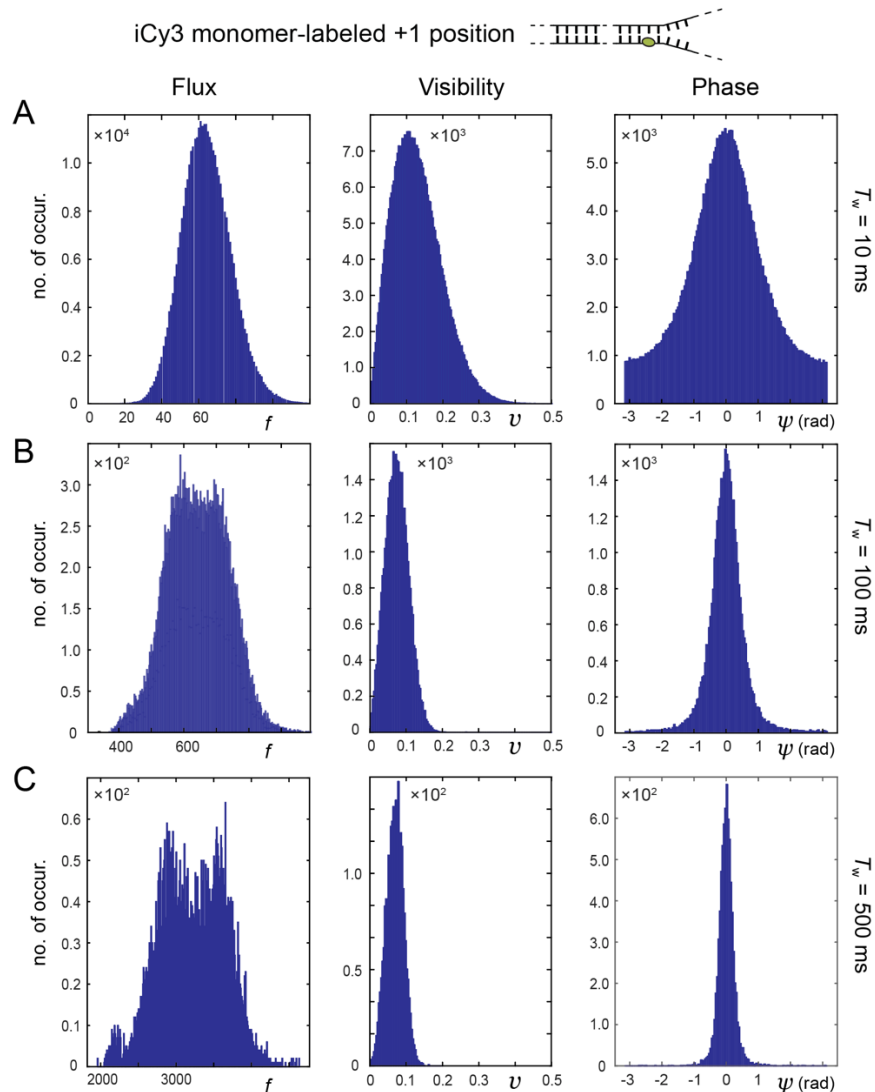 iCy3 monomer-labeled +1 position
Flux Visibility Phase
A
×10⁴ ×10³ ×10³
1.0
0.8
0.6
0.4
0.2
0
no. of occur.
0 20 40 60
f
7.0
6.0
5.0
4.0
3.0
2.0
1.0
0
0 0.1 0.2 0.3 0.4 0.5
υ
5.0
4.0
3.0
2.0
1.0
0
-3 -2 -1 0 1
ψ (rad)
T_w = 10 ms
B
×10² ×10³ ×10³
3.0
2.5
2.0
1.5
1.0
0.5
0
no. of occur.
400 600
f
1.4
1.2
1.0
0.8
0.6
0.4
0.2
0
0 0.1 0.2 0.3 0.4 0.5
υ
1.4
1.2
1.0
0.8
0.6
0.4
0.2
0
-3 -2 -1 0 1
ψ (rad)
T_w = 100 ms
C
×10² ×10² ×10²
0.6
0.5
0.4
0.3
0.2
0.1
0
no. of occur.
2000 3000
f
1.0
0.5
0
0 0.1 0.2 0.3 0.4 0.5
υ
6.0
5.0
4.0
3.0
2.0
1.0
0
-3 -2 -1 0 1
ψ (rad)
T_w = 500 ms